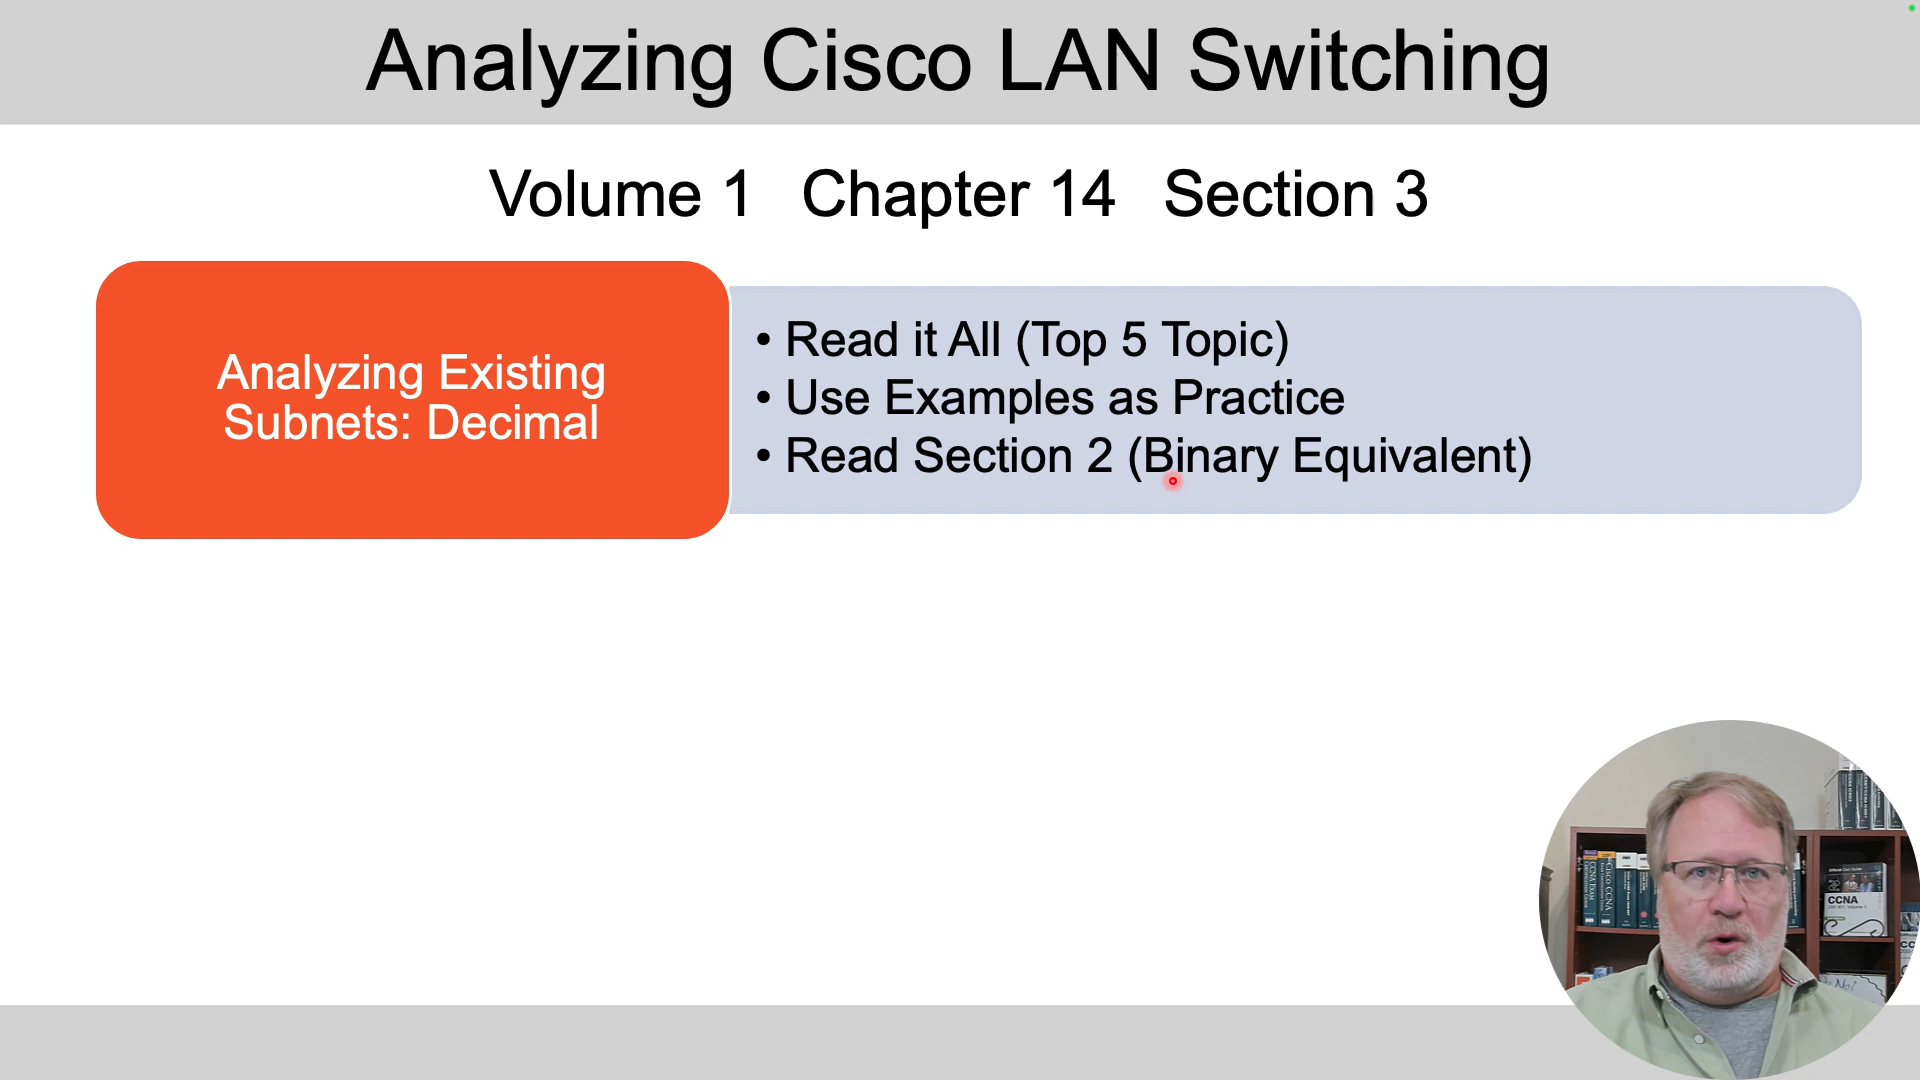 Analyzing Cisco LAN Switching
Volume 1 Chapter 14 Section 3
Analyzing Existing
Subnets: Decimal
• Read it All (Top 5 Topic)
• Use Examples as Practice
• Read Section 2 (Binary Equivalent)
CCNA